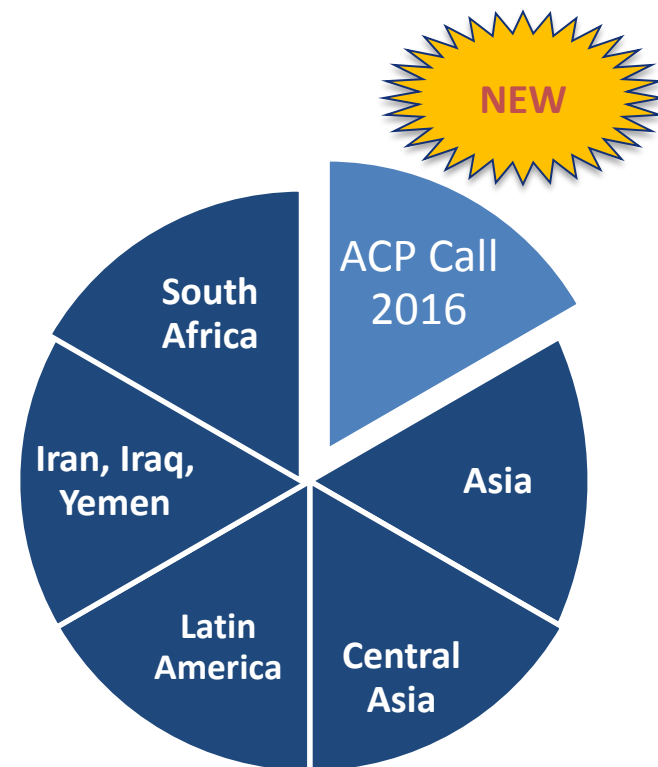 NEW
ACP Call
2016
South
Africa
Asia
Iran, Iraq,
Yemen
Latin
America
Central
Asia